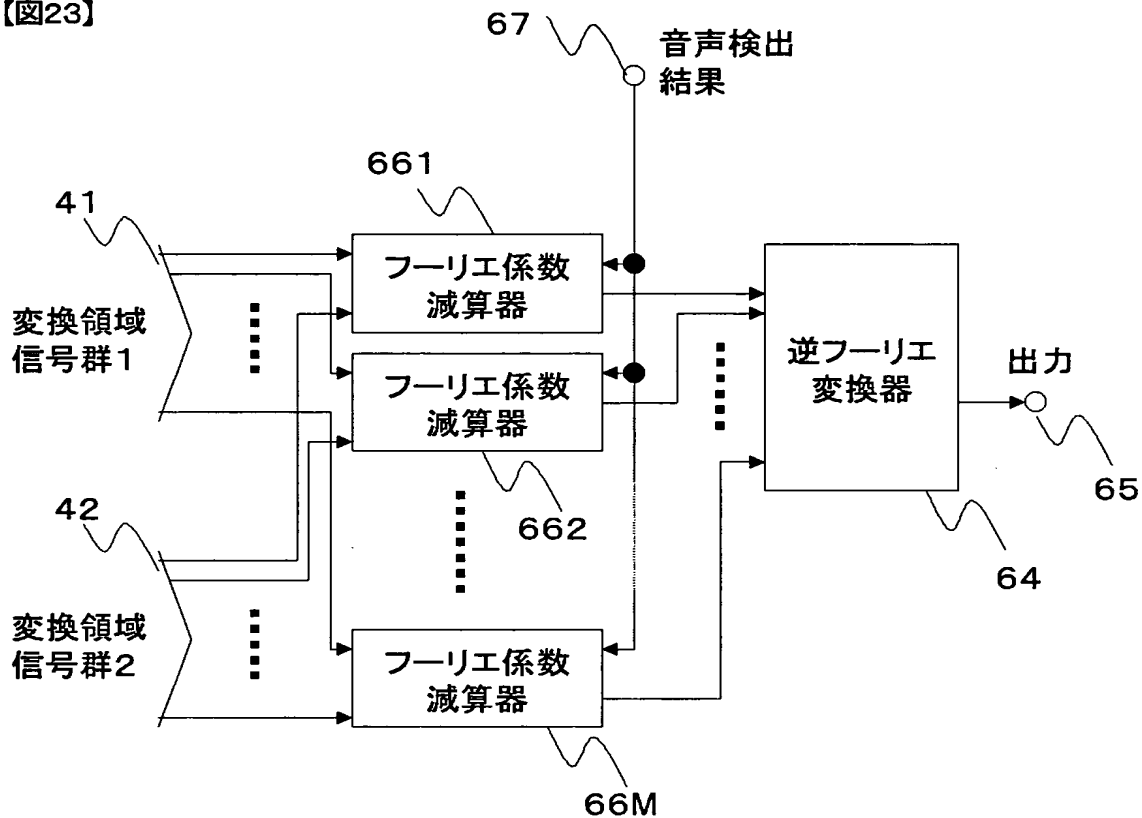 【図23】
67
音声検出
結果
661
41
フーリエ係数
減算器
変換領域
信号群1
フーリエ係数
減算器
逆フーリエ
変換器
出力
65
662
42
64
変換領域
信号群2
フーリエ係数
減算器
66M